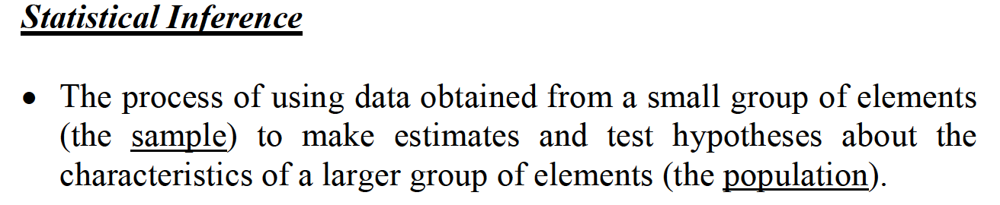 Statistical Inference
• The process of using data obtained from a small group of elements
(the sample) to make estimates and test hypotheses about the
characteristics of a larger group of elements (the population).